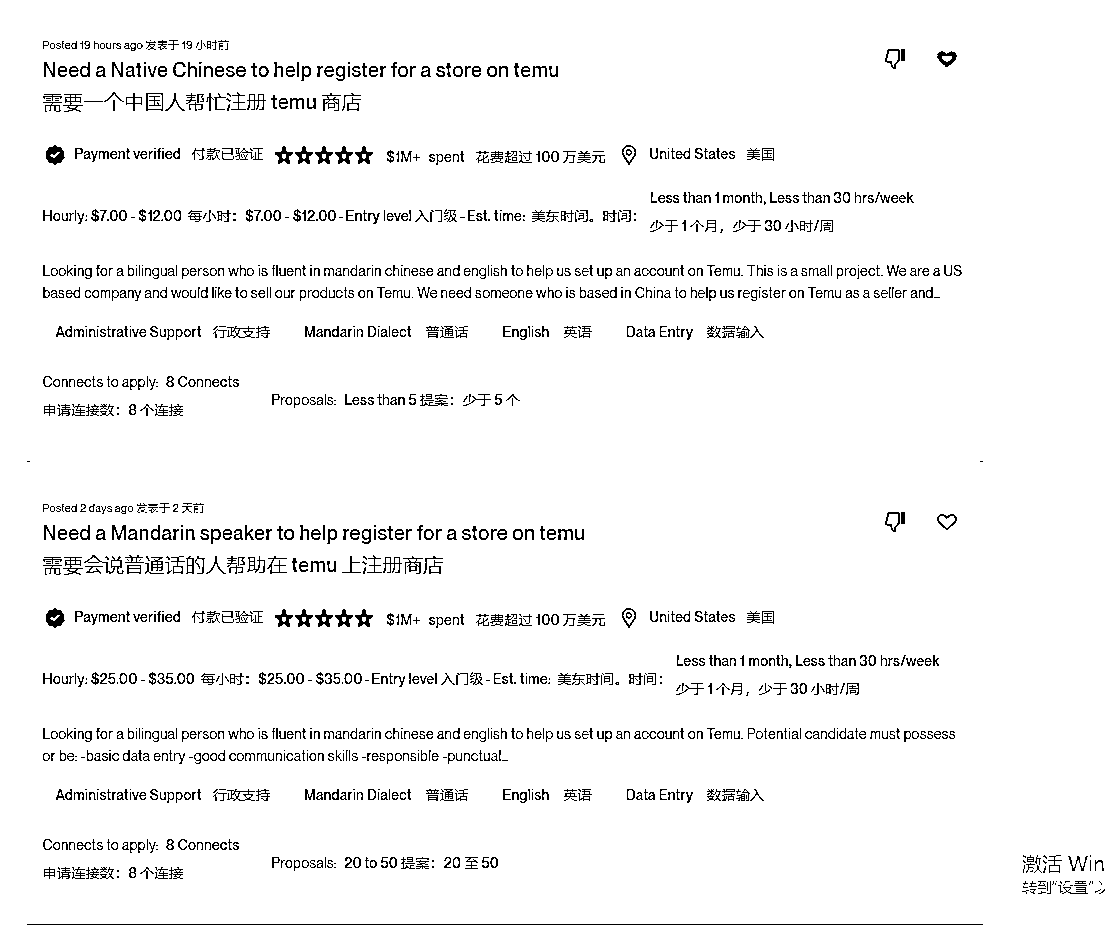 Posted 19 hours ago 发表于 19 小时前
Need a Native Chinese to help register for a store on temu
需要一个中国人帮忙注册 temu 商店
Payment verified 付款已验证 $1M+ spent 花费超过 100 万美元 United States 美国
Hourly: $7.00 - $12.00 每小时：$7.00 - $12.00 - Entry level 入门级 - Est. time: 美东时间。时间：
Less than 1 month, Less than 30 hrs/week
少于 1 个月，少于 30 小时/周
Looking for a bilingual person who is fluent in mandarin chinese and english to help us set up an account on Temu. This is a small project. We are a US
based company and would like to sell our products on Temu. We need someone who is based in China to help us register on Temu as a seller and…
Administrative Support 行政支持 Mandarin Dialect 普通话 English 英语 Data Entry 数据输入
Connects to apply: 8 Connects
申请连接数：8 个连接
Proposals: Less than 5 提案：少于 5 个
Posted 2 days ago 发表于 2 天前
Need a Mandarin speaker to help register for a store on temu
需要会说普通话的人帮助在 temu 上注册商店
Payment verified 付款已验证 $1M+ spent 花费超过 100 万美元 United States 美国
Hourly: $25.00 - $35.00 每小时：$25.00 - $35.00 - Entry level 入门级 - Est. time: 美东时间。时间：
Less than 1 month, Less than 30 hrs/week
少于 1 个月，少于 30 小时/周
Looking for a bilingual person who is fluent in mandarin chinese and english to help us set up an account on Temu. Potential candidate must possess
or be: -basic data entry -good communication skills -responsible -punctual…
Administrative Support 行政支持 Mandarin Dialect 普通话 English 英语 Data Entry 数据输入
Connects to apply: 8 Connects
申请连接数：8 个连接
Proposals: 20 to 50 提案：20 至 50
激活 Win
转到"设置"以